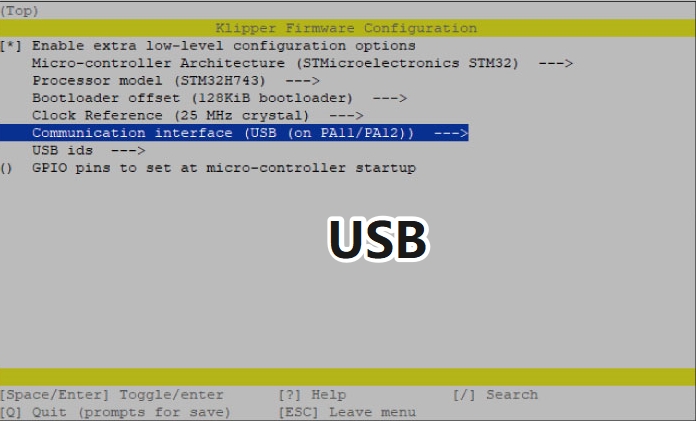 (Top)
Klipper Firmware Configuration
[*] Enable extra low-level configuration options
Micro-controller Architecture (STMicroelectronics STM32)  --->
Processor model (STM32H743)  --->
Bootloader offset (128KiB bootloader)  --->
Clock Reference (25 MHz crystal)  --->
Communication interface (USB (on PA11/PA12))  --->
USB ids  --->
()  GPIO pins to set at micro-controller startup
USB
[Space/Enter] Toggle/enter [?] Help [/] Search
[Q] Quit (prompts for save) [ESC] Leave menu